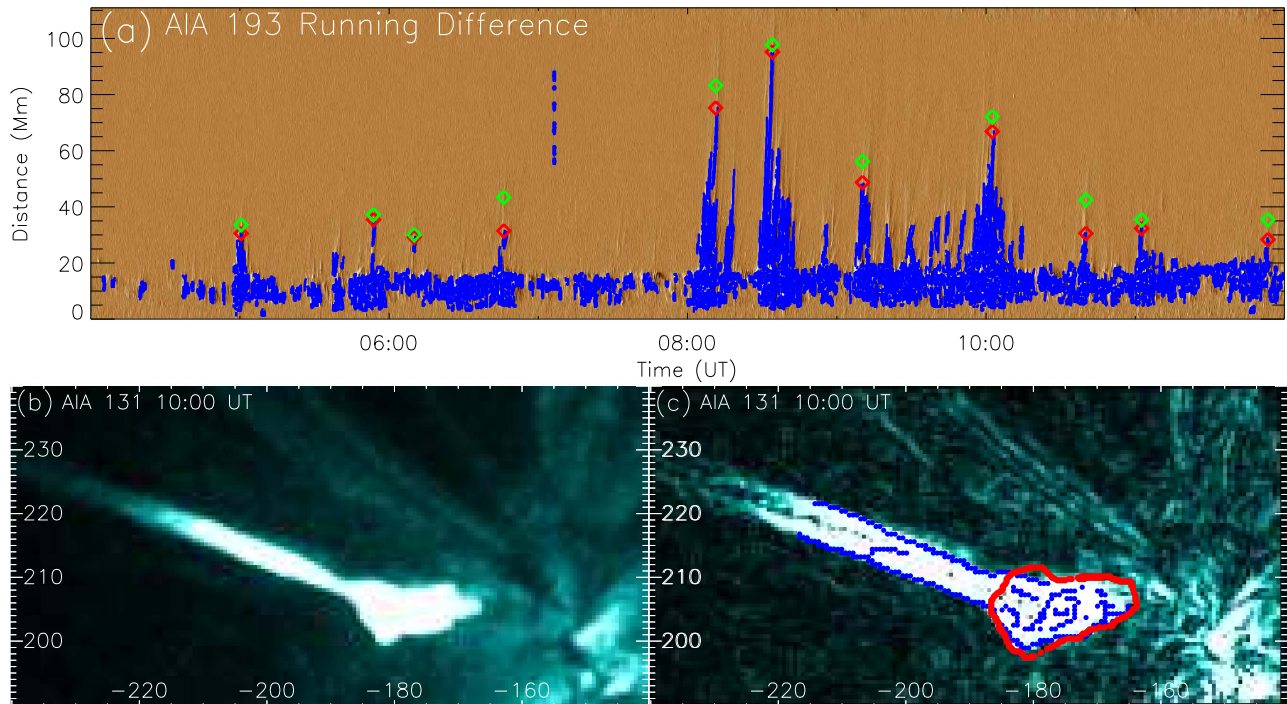 (a) AIA 193 Running Difference
Distance (Mm)
100
80
60
40
20
0
06:00 08:00 10:00
Time (UT)
(b) AIA 131 10:00 UT
230
220
210
200
−220 −200 −180 −160
(c) AIA 131 10:00 UT
230
220
210
200
−220 −200 −180 −160